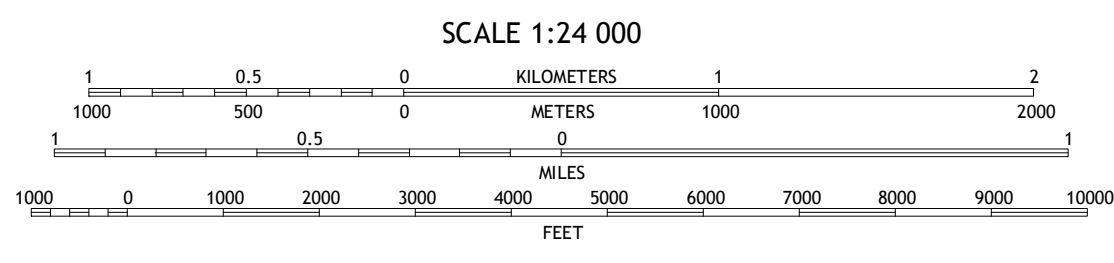 SCALE 1:24 000
1 0.5 0 KILOMETERS 1 2
1000 500 0 METERS 1000 2000
1 0.5 0 1
MILES
1000 0 1000 2000 3000 4000 5000 6000 7000 8000 9000 10000
FEET